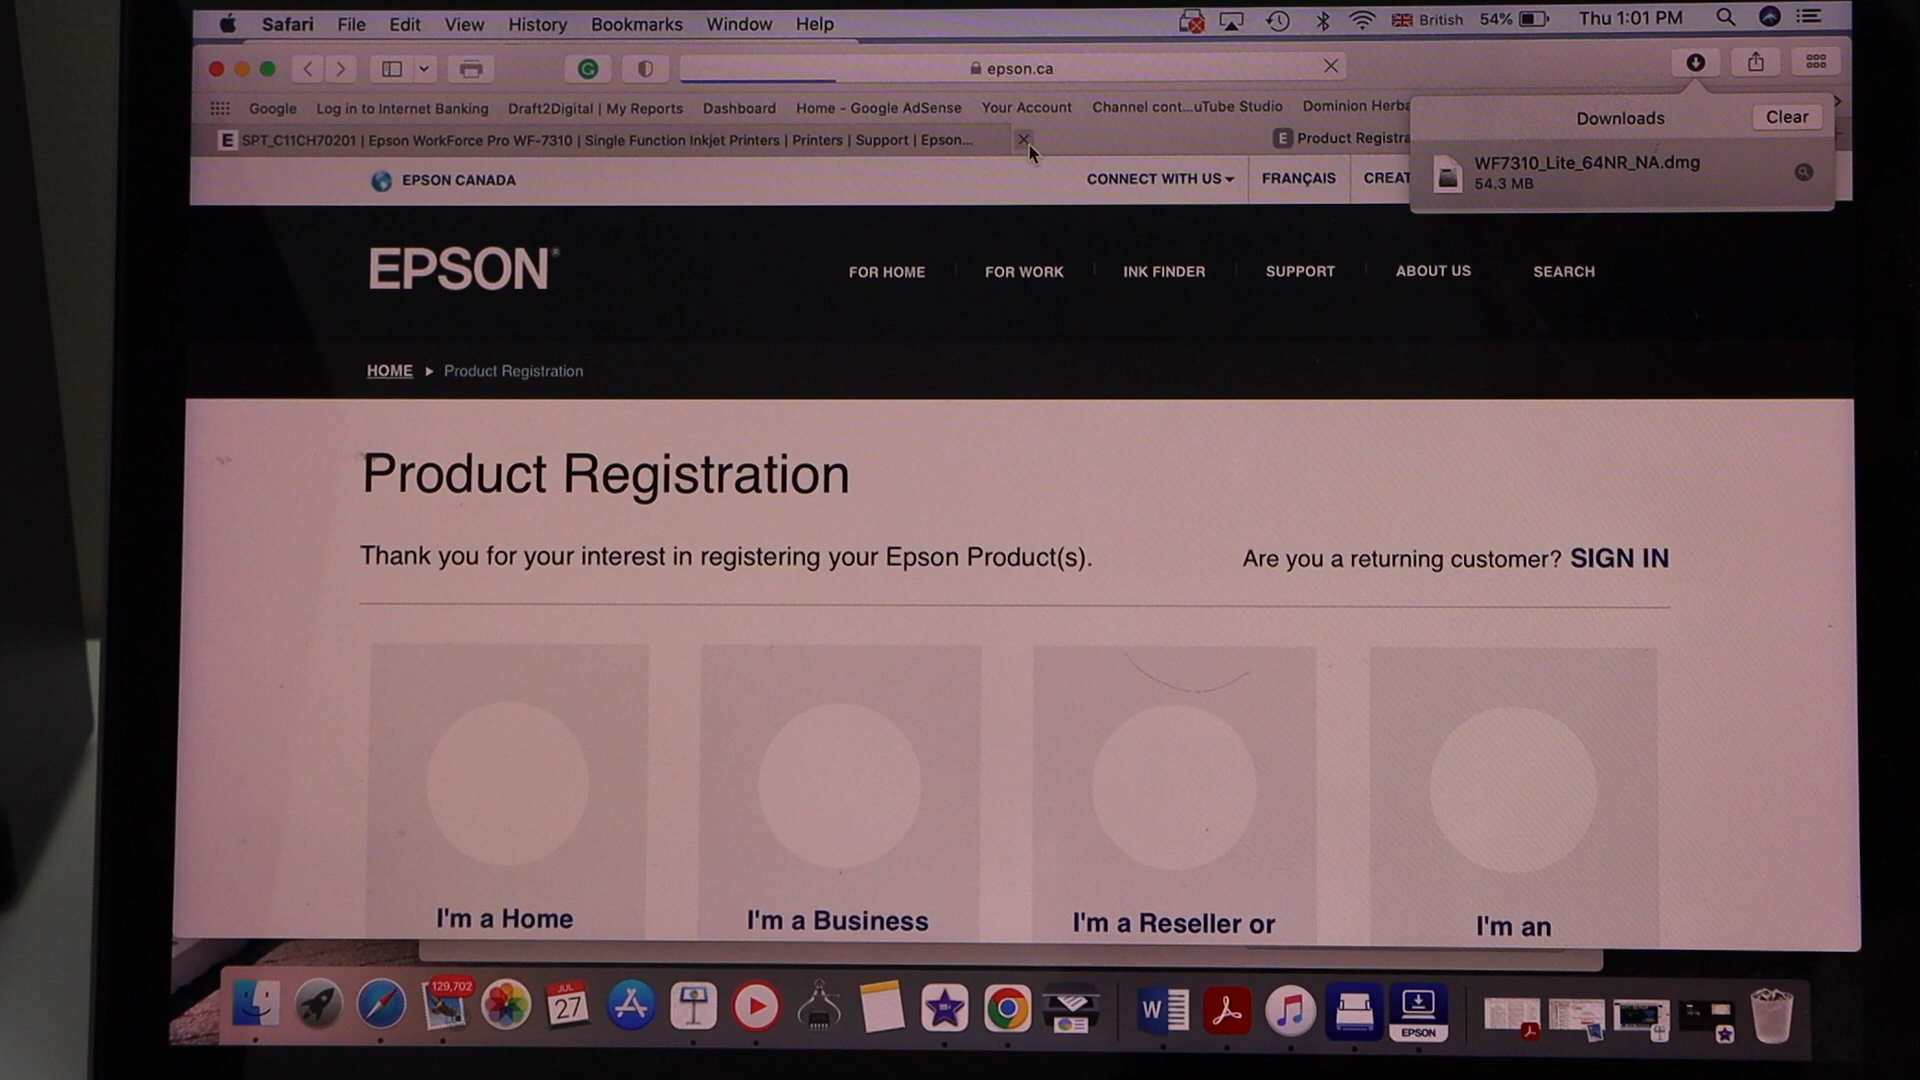 Safari File Edit View History Bookmarks Window Help British 54% Thu 1:01 PM
epson.ca
Google Log in to Internet Banking Draft2Digital | My Reports Dashboard Home - Google AdSense Your Account Channel cont...uTube Studio Dominion Herba
Downloads Clear
E SPT_C11CH70201 | Epson WorkForce Pro WF-7310 | Single Function Inkjet Printers | Printers | Support | Epson... E Product Registra
WF7310_Lite_64NR_NA.dmg
54.3 MB
EPSON CANADA CONNECT WITH US FRANÇAIS CREAT
EPSON FOR HOME FOR WORK INK FINDER SUPPORT ABOUT US SEARCH
HOME Product Registration
Product Registration
Thank you for your interest in registering your Epson Product(s). Are you a returning customer? SIGN IN
I'm a Home I'm a Business I'm a Reseller or I'm an
129,702
JUL
27
W
EPSON